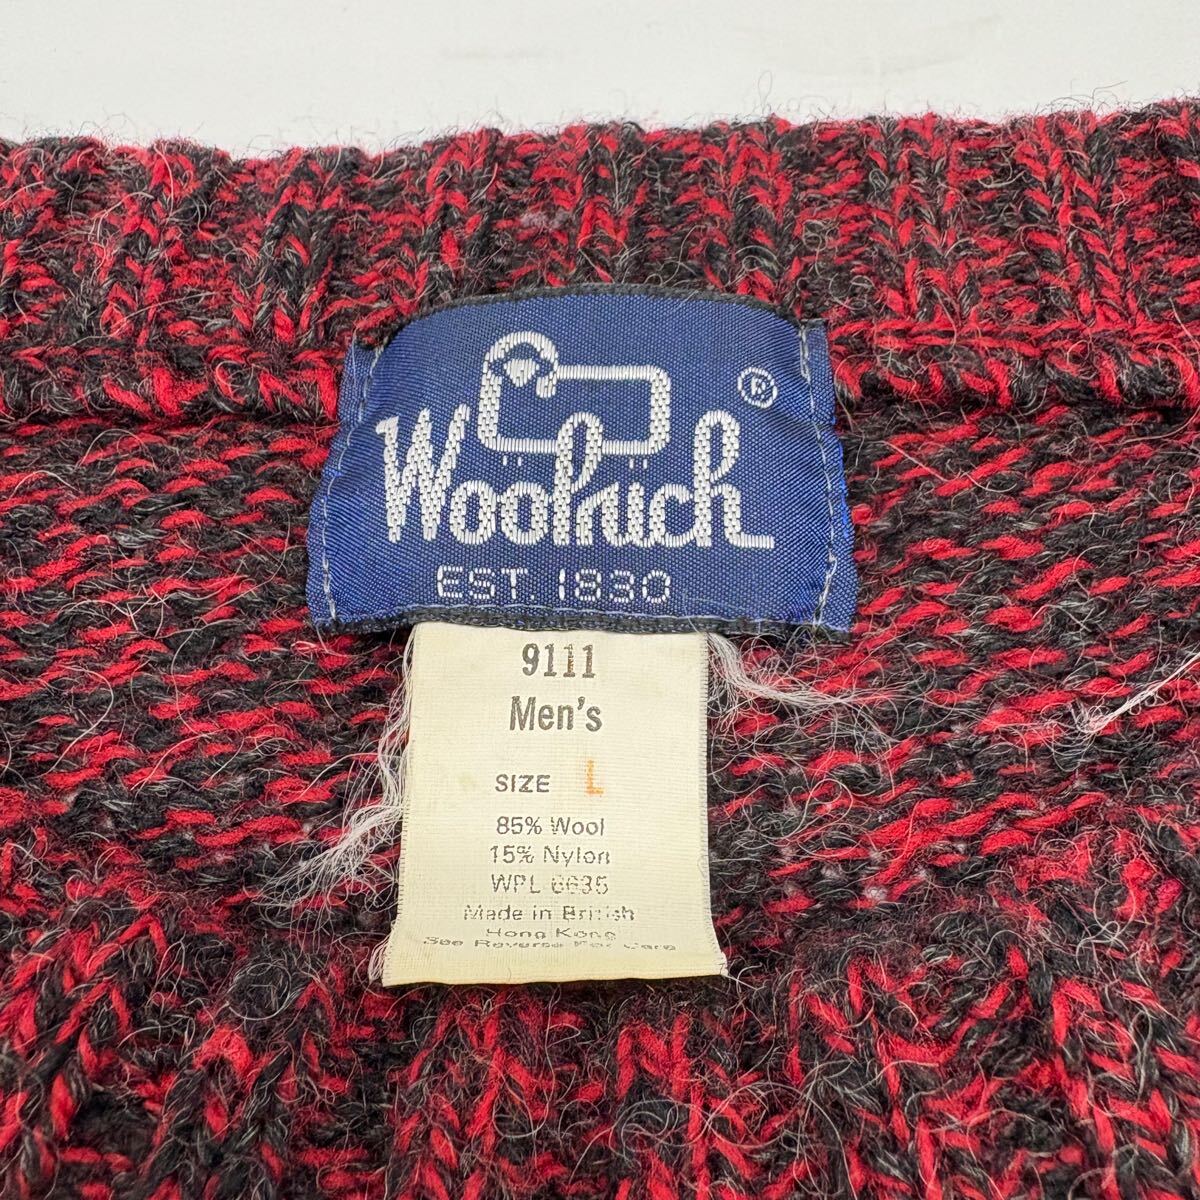 Woolrich ®
EST. 1830
9111
Men's
SIZE L
85% Wool
15% Nylon
WPL 6635
Made in British
Hong Kong
See Reverse For Care